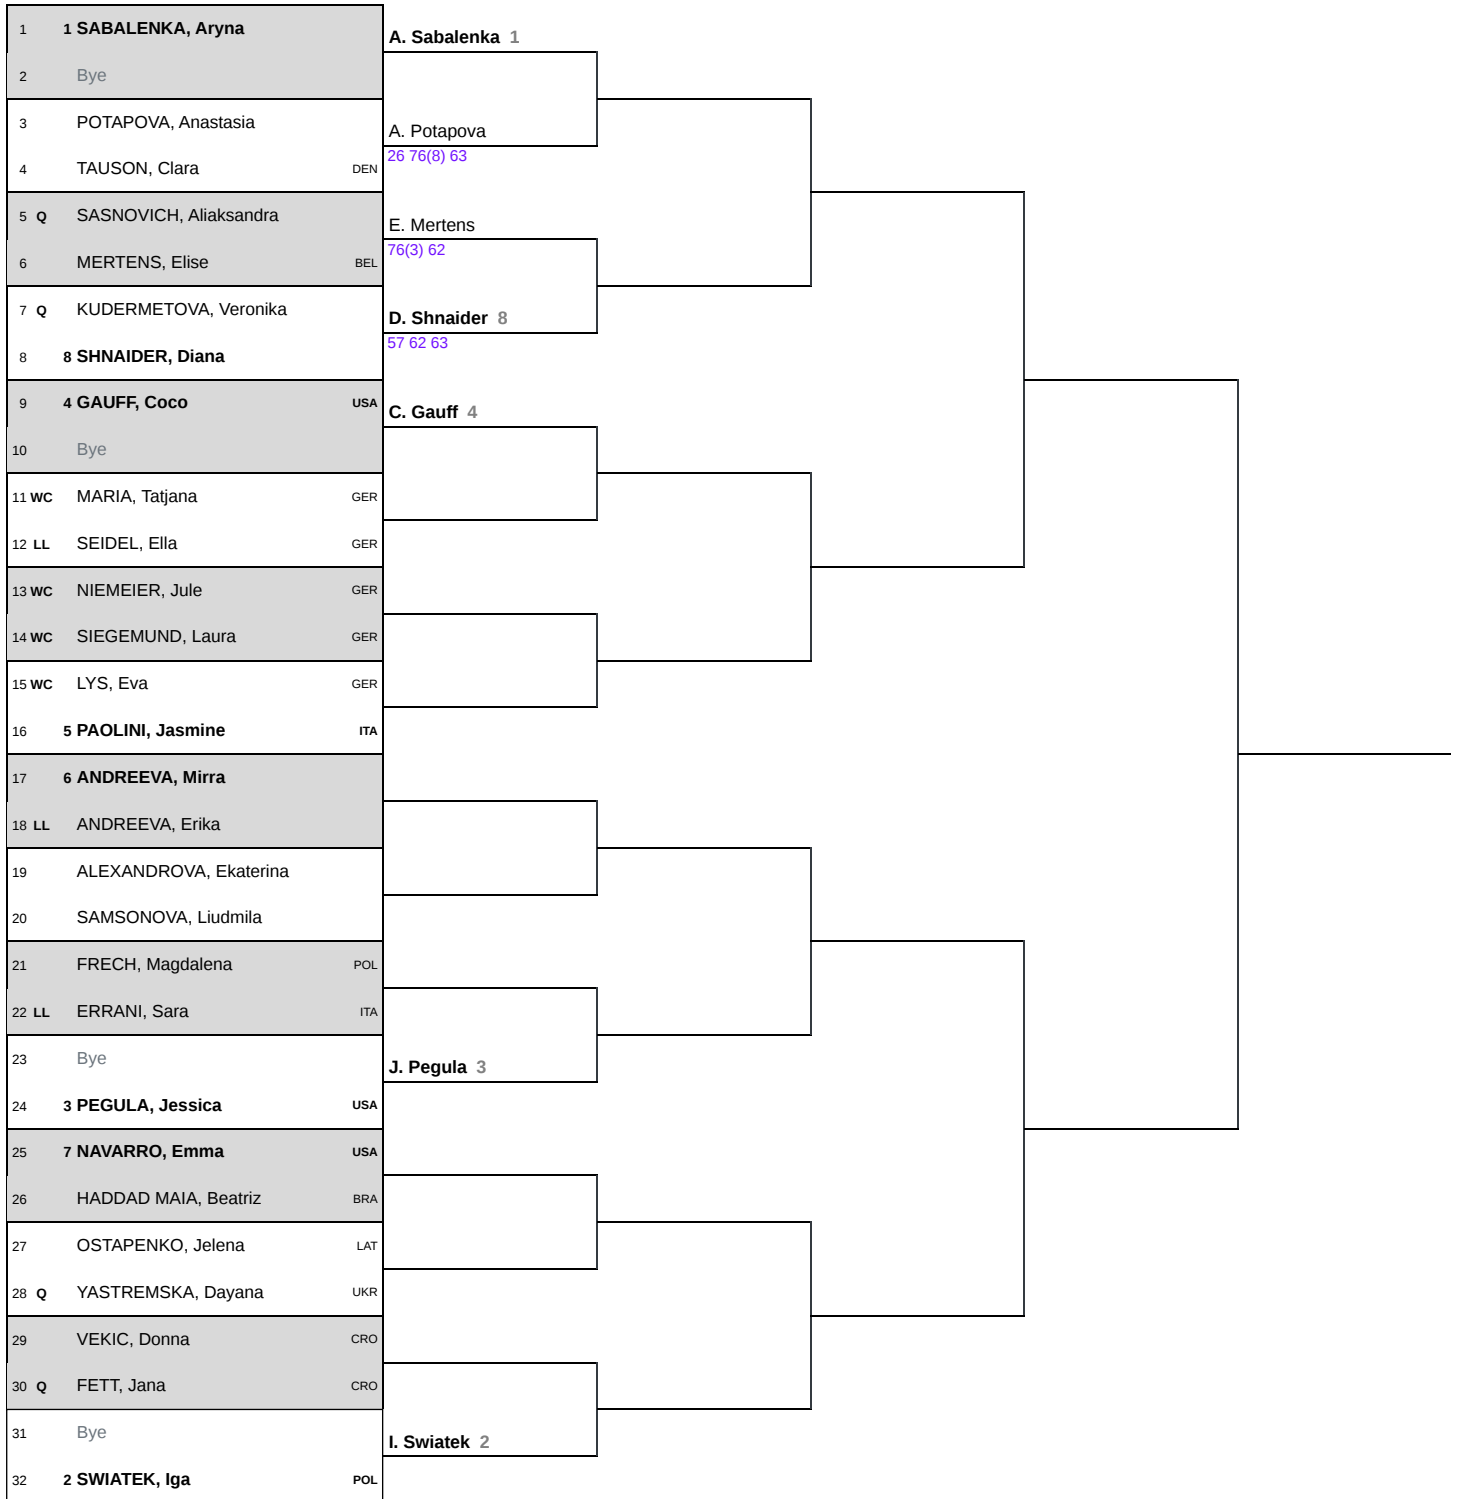 1 1 SABALENKA, Aryna
A. Sabalenka 1
2 Bye
3 POTAPOVA, Anastasia
A. Potapova
26 76(8) 63
4 TAUSON, Clara DEN
5 Q SASNOVICH, Aliaksandra
E. Mertens
76(3) 62
6 MERTENS, Elise BEL
7 Q KUDERMETOVA, Veronika
D. Shnaider 8
57 62 63
8 8 SHNAIDER, Diana
9 4 GAUFF, Coco USA
C. Gauff 4
10 Bye
11 WC MARIA, Tatjana GER
12 LL SEIDEL, Ella GER
13 WC NIEMEIER, Jule GER
14 WC SIEGEMUND, Laura GER
15 WC LYS, Eva GER
16 5 PAOLINI, Jasmine ITA
17 6 ANDREEVA, Mirra
18 LL ANDREEVA, Erika
19 ALEXANDROVA, Ekaterina
20 SAMSONOVA, Liudmila
21 FRECH, Magdalena POL
22 LL ERRANI, Sara ITA
23 Bye
J. Pegula 3
24 3 PEGULA, Jessica USA
25 7 NAVARRO, Emma USA
26 HADDAD MAIA, Beatriz BRA
27 OSTAPENKO, Jelena LAT
28 Q YASTREMSKA, Dayana UKR
29 VEKIC, Donna CRO
30 Q FETT, Jana CRO
31 Bye
I. Swiatek 2
32 2 SWIATEK, Iga POL